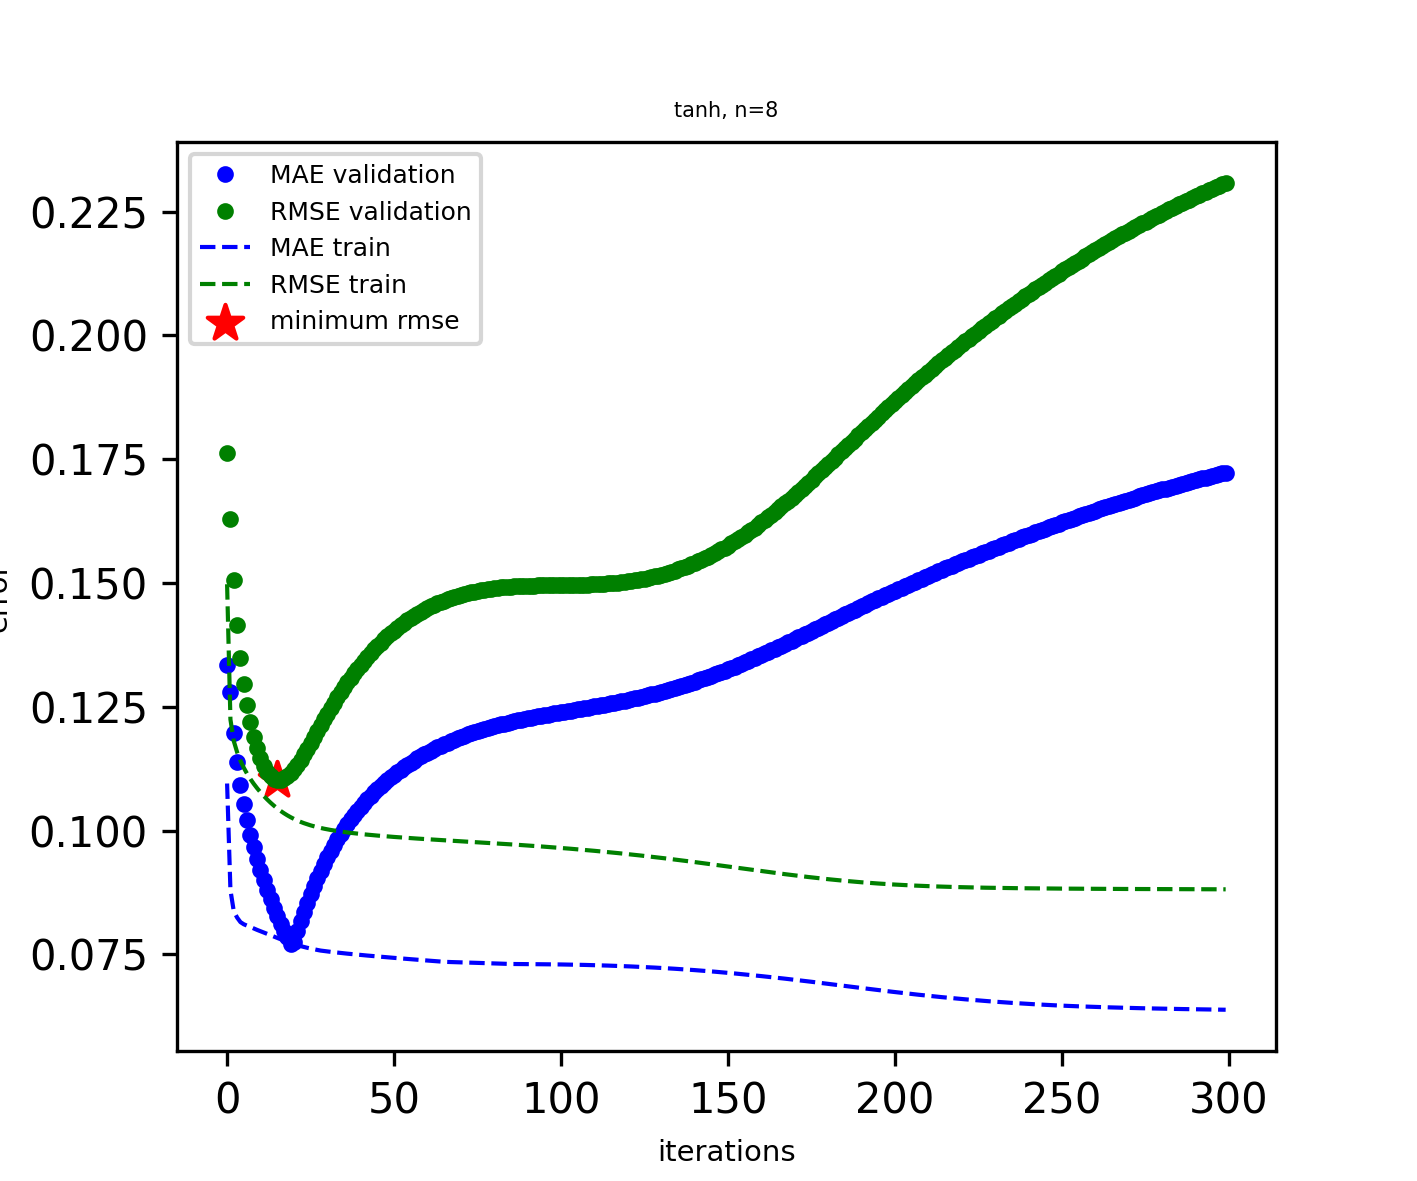 tanh, n=8
MAE validation
RMSE validation
MAE train
RMSE train
minimum rmse
0.225
0.200
0.175
0.150
0.125
0.100
0.075
0 50 100 150 200 250 300
iterations